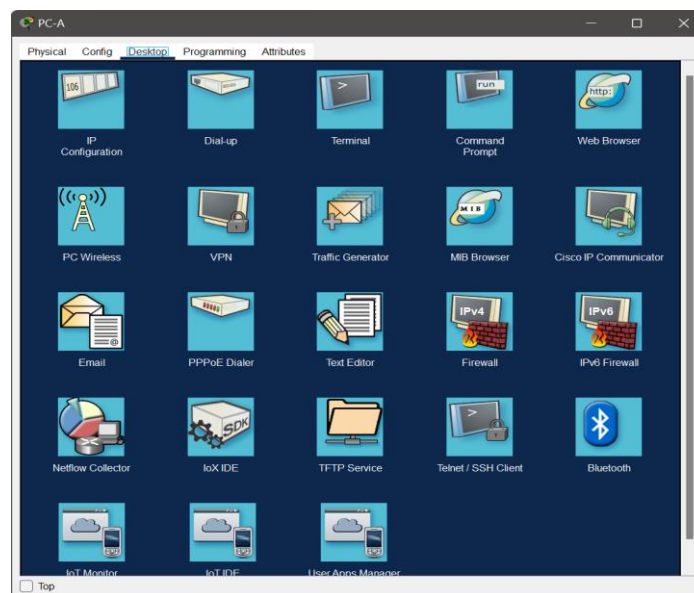 PC-A
Physical Config Desktop Programming Attributes
106
run
http:
IP
Configuration
Dial-up
Terminal
Command
Prompt
Web Browser
MIB
PC Wireless
VPN
Traffic Generator
MIB Browser
Cisco IP Communicator
IPv4
IPv6
Email
PPPoE Dialer
Text Editor
Firewall
IPv6 Firewall
SDK
Netflow Collector
IoX IDE
TFTP Service
Telnet / SSH Client
Bluetooth
IoT Monitor
IoT IDE
User Apps Manager
Top